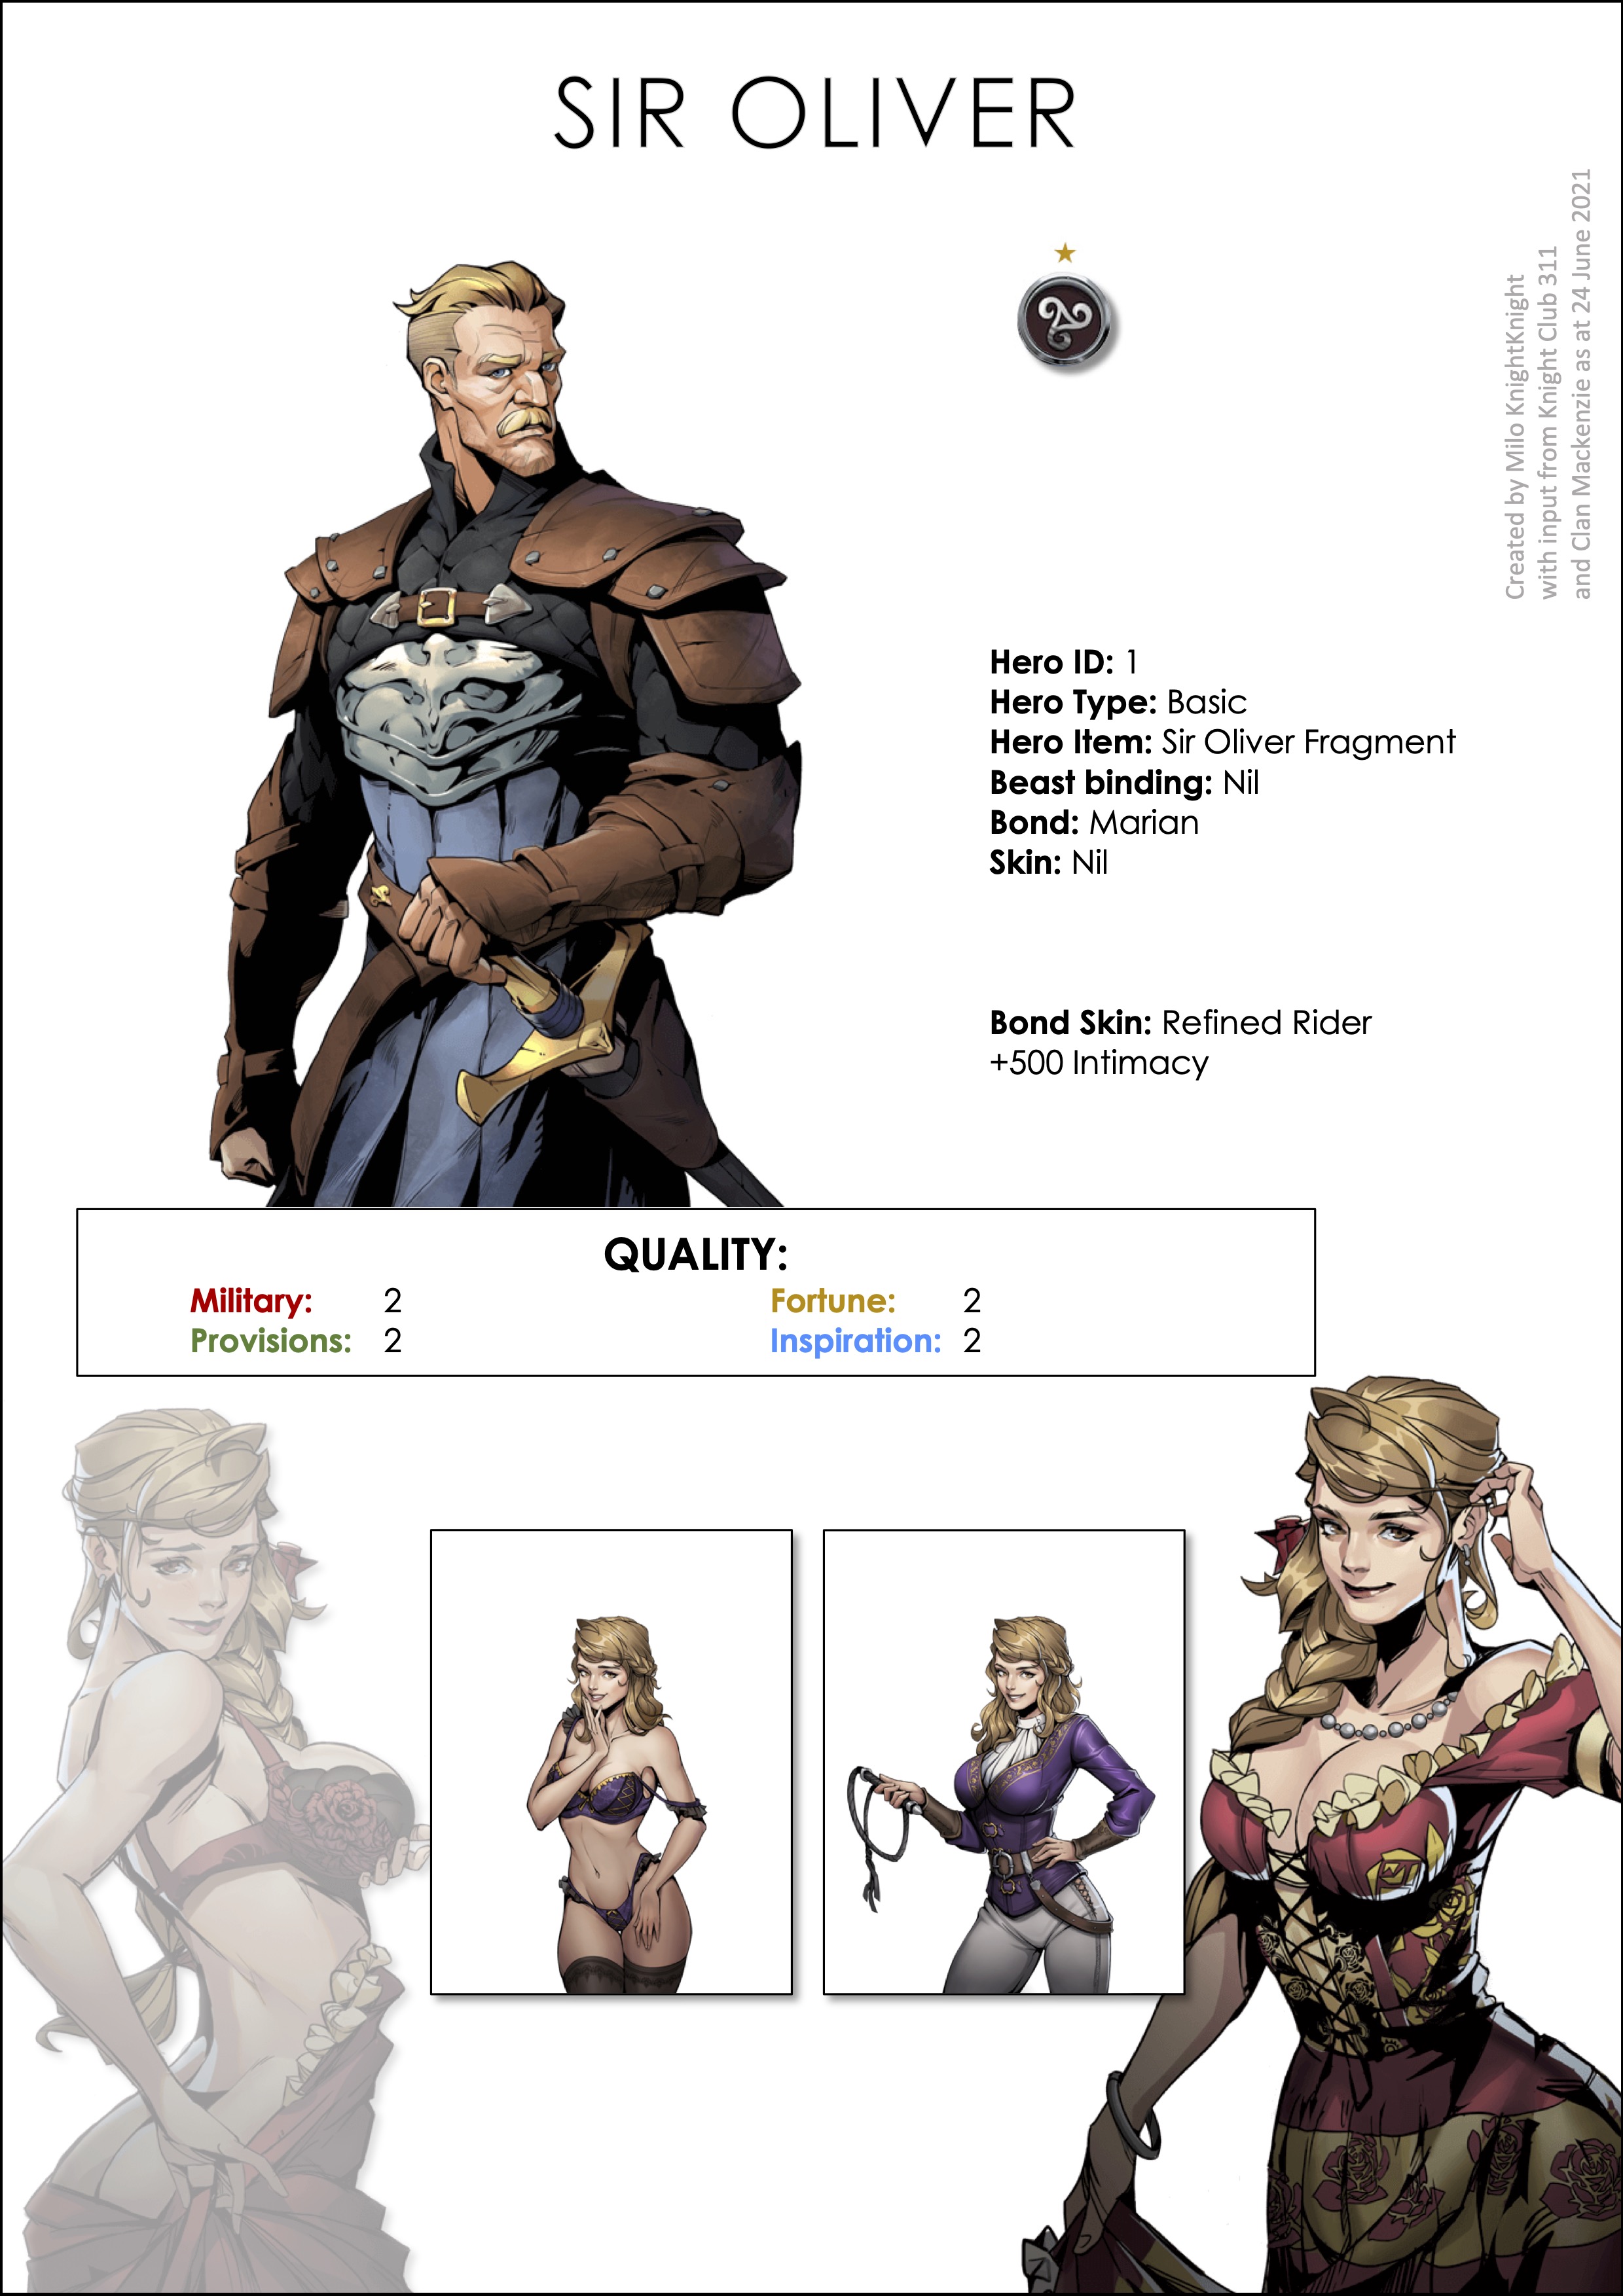 SIR OLIVER
Created by Milo KnightKnight
with input from Knight Club 311
and Clan Mackenzie as at 24 June 2021
Hero ID: 1
Hero Type: Basic
Hero Item: Sir Oliver Fragment
Beast binding: Nil
Bond: Marian
Skin: Nil
Bond Skin: Refined Rider
+500 Intimacy
QUALITY:
Military: 2 Fortune: 2
Provisions: 2 Inspiration: 2